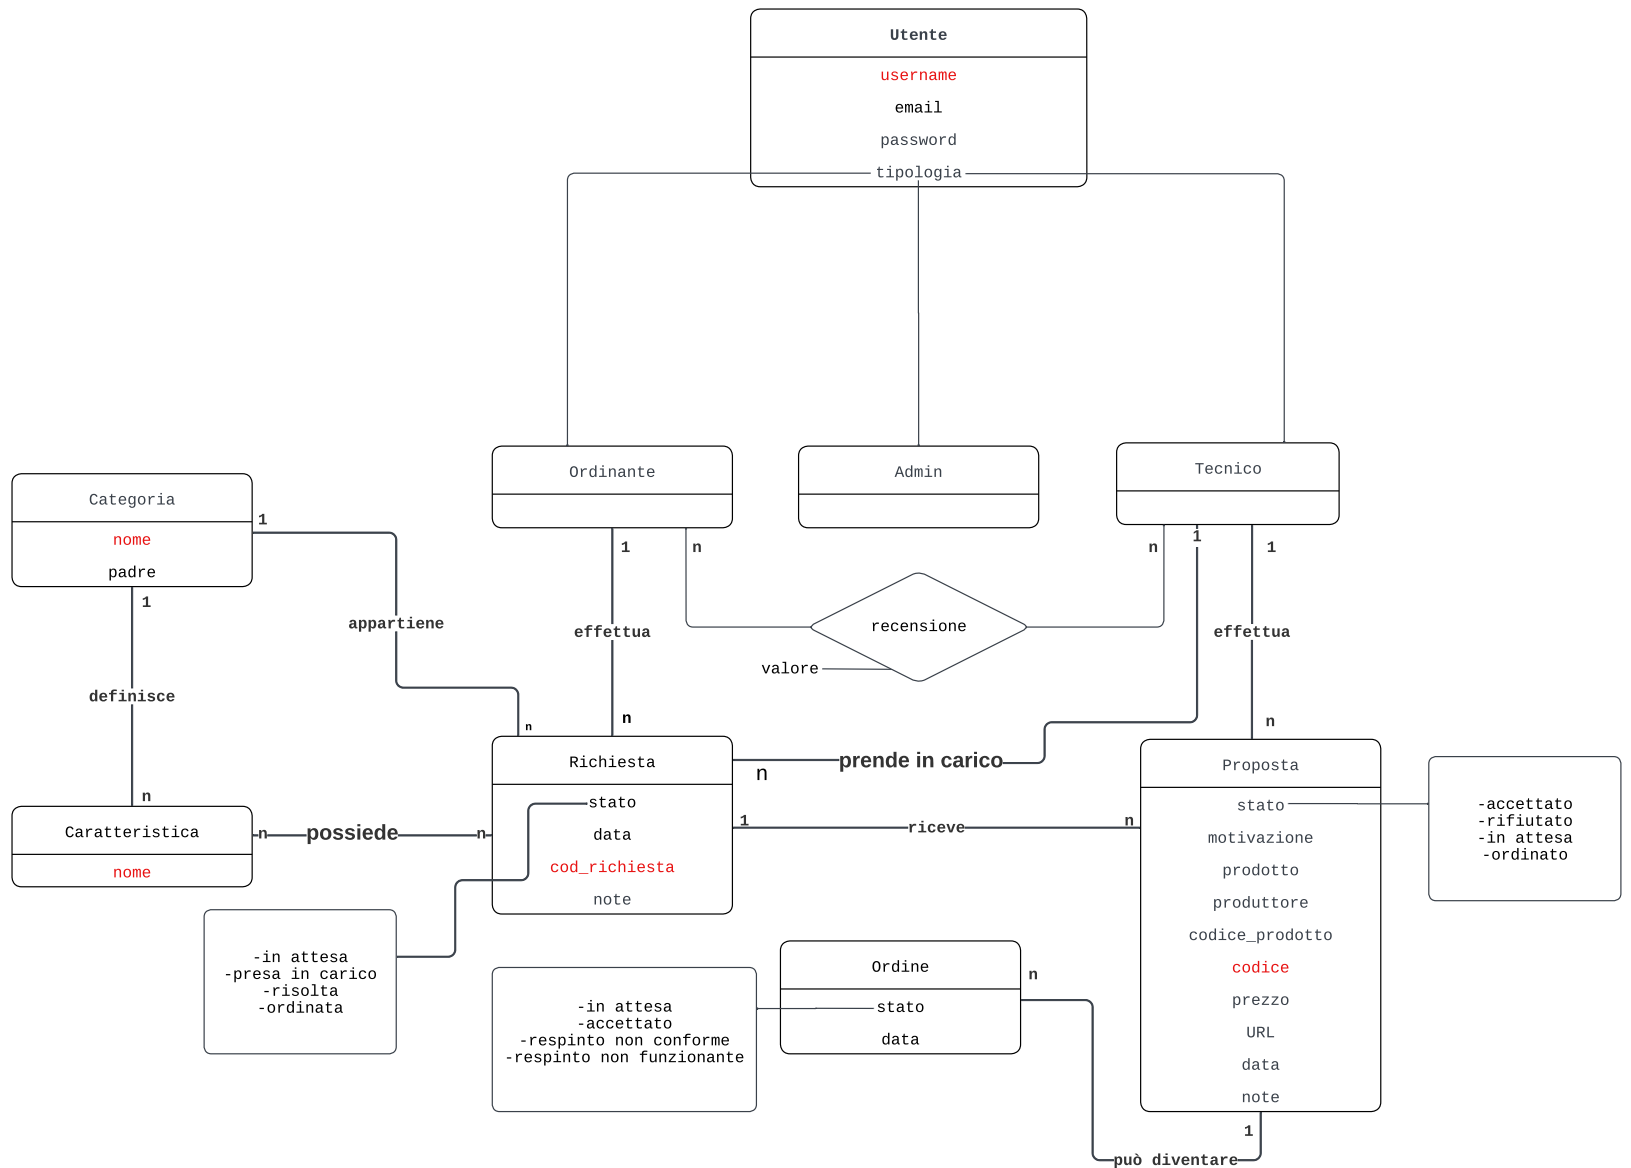 Utente
username
email
password
tipologia
Ordinante
Admin
Tecnico
Categoria
nome
padre
1
1
n
n
1
1
recensione
valore
1
appartiene
effettua
effettua
definisce
n
n
n
n
Richiesta
stato
data
cod_richiesta
note
prende in carico
n
1
riceve
n
Proposta
stato
motivazione
prodotto
produttore
codice_prodotto
codice
prezzo
URL
data
note
-accettato
-rifiutato
-in attesa
-ordinato
Caratteristica
nome
n
possiede
n
-in attesa
-presa in carico
-risolta
-ordinata
-in attesa
-accettato
-respinto non conforme
-respinto non funzionante
Ordine
stato
data
n
1
può diventare